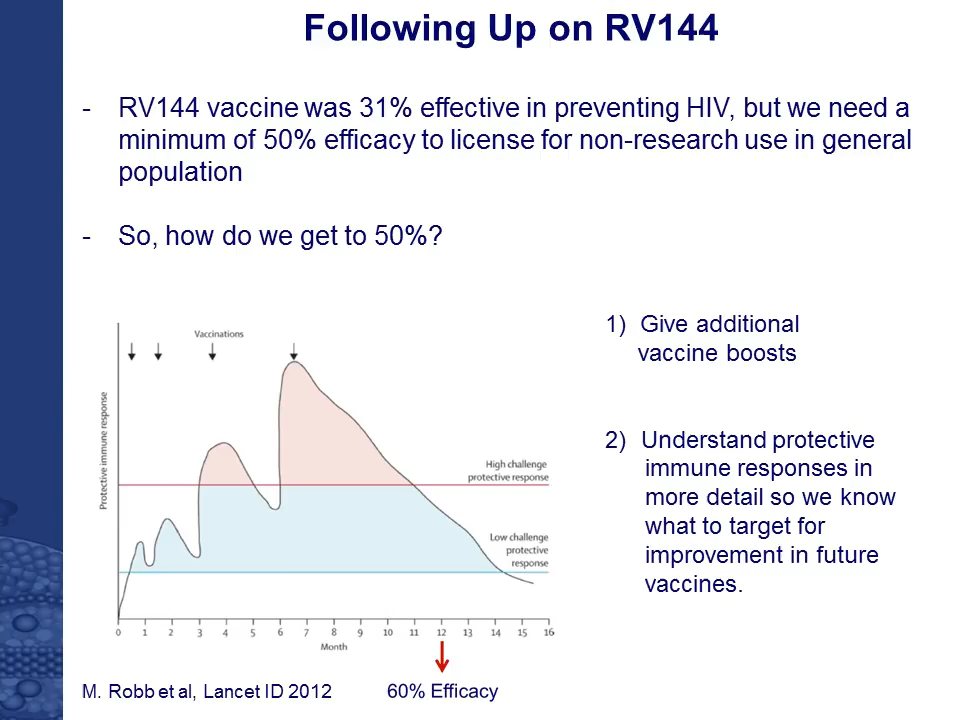 Following Up on RV144
- RV144 vaccine was 31% effective in preventing HIV, but we need a
minimum of 50% efficacy to license for non-research use in general
population
- So, how do we get to 50%?
Vaccinations
Protective immune response
High challenge
protective response
Low challenge
protective
response
0 1 2 3 4 5 6 7 8 9 10 11 12 13 14 15 16
Month
1) Give additional
vaccine boosts
2) Understand protective
immune responses in
more detail so we know
what to target for
improvement in future
vaccines.
M. Robb et al, Lancet ID 2012
60% Efficacy